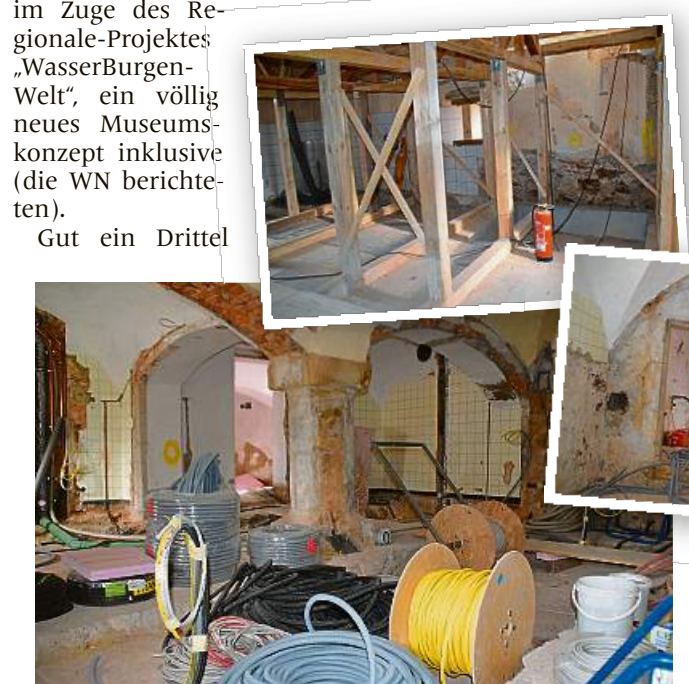 im Zuge des Re-
gionale-Projektes
„WasserBurgen-
Welt“, ein völlig
neues Museums-
konzept inklusive
(die WN berichte-
ten).
Gut ein Drittel